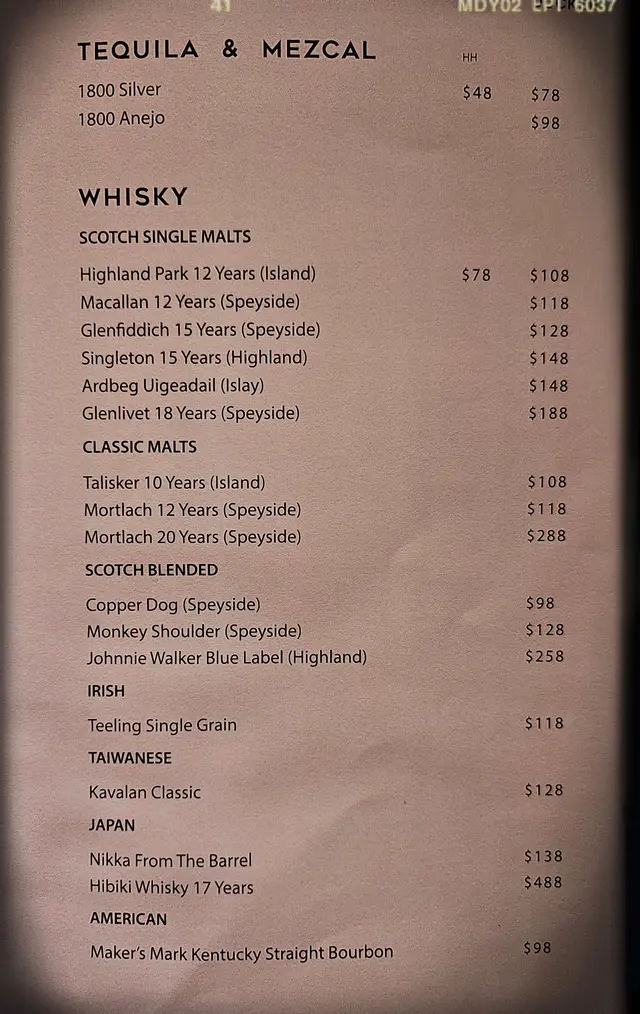 41 MDY02 EPT 6037
TEQUILA & MEZCAL HH
1800 Silver $48 $78
1800 Anejo $98
WHISKY
SCOTCH SINGLE MALTS
Highland Park 12 Years (Island) $78 $108
Macallan 12 Years (Speyside) $118
Glenfiddich 15 Years (Speyside) $128
Singleton 15 Years (Highland) $148
Ardbeg Uigeadail (Islay) $148
Glenlivet 18 Years (Speyside) $188
CLASSIC MALTS
Talisker 10 Years (Island) $108
Mortlach 12 Years (Speyside) $118
Mortlach 20 Years (Speyside) $288
SCOTCH BLENDED
Copper Dog (Speyside) $98
Monkey Shoulder (Speyside) $128
Johnnie Walker Blue Label (Highland) $258
IRISH
Teeling Single Grain $118
TAIWANESE
Kavalan Classic $128
JAPAN
Nikka From The Barrel $138
Hibiki Whisky 17 Years $488
AMERICAN
Maker's Mark Kentucky Straight Bourbon $98